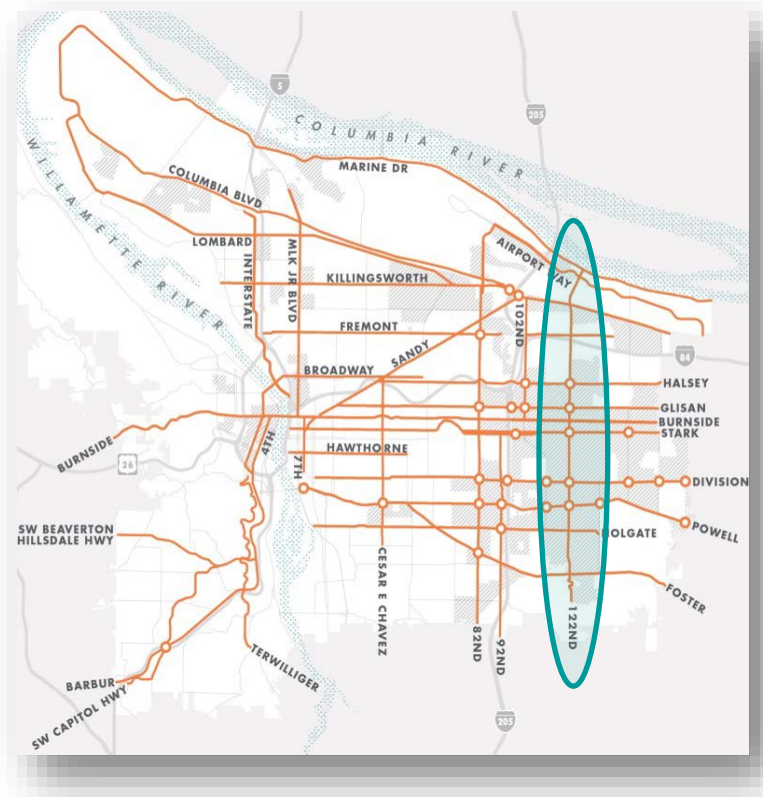 5
205
COLUMBIA RIVER
WILLAMETTE RIVER
MARINE DR
COLUMBIA BLVD
AIRPORT WAY
LOMBARD
INTERSTATE
MLK JR BLVD
KILLINGSWORTH
102ND
FREMONT
SANDY
84
BROADWAY
HALSEY
GLISAN
BURNSIDE
STARK
4TH
7TH
HAWTHORNE
BURNSIDE
26
DIVISION
POWELL
SW BEAVERTON
HILLSDALE HWY
HOLGATE
CESAR E CHAVEZ
FOSTER
82ND
92ND
122ND
TERWILLIGER
BARBUR
SW CAPITOL HWY
205